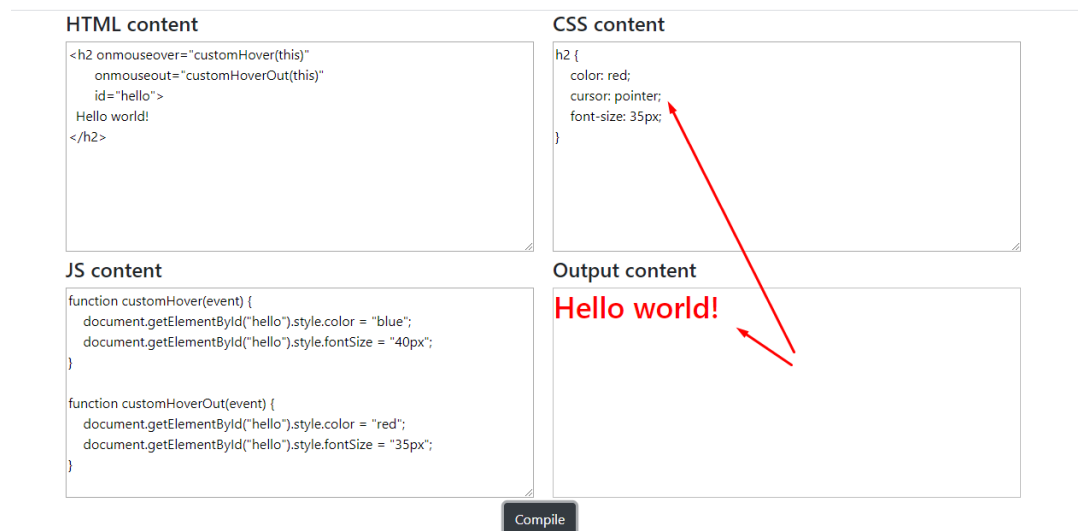 HTML content
<h2 onmouseover="customHover(this)"
onmouseout="customHoverOut(this)"
id="hello">
Hello world!
</h2>
CSS content
h2 {
color: red;
cursor: pointer;
font-size: 35px;
}
JS content
function customHover(event) {
document.getElementById("hello").style.color = "blue";
document.getElementById("hello").style.fontSize = "40px";
}
function customHoverOut(event) {
document.getElementById("hello").style.color = "red";
document.getElementById("hello").style.fontSize = "35px";
}
Output content
Hello world!
Compile